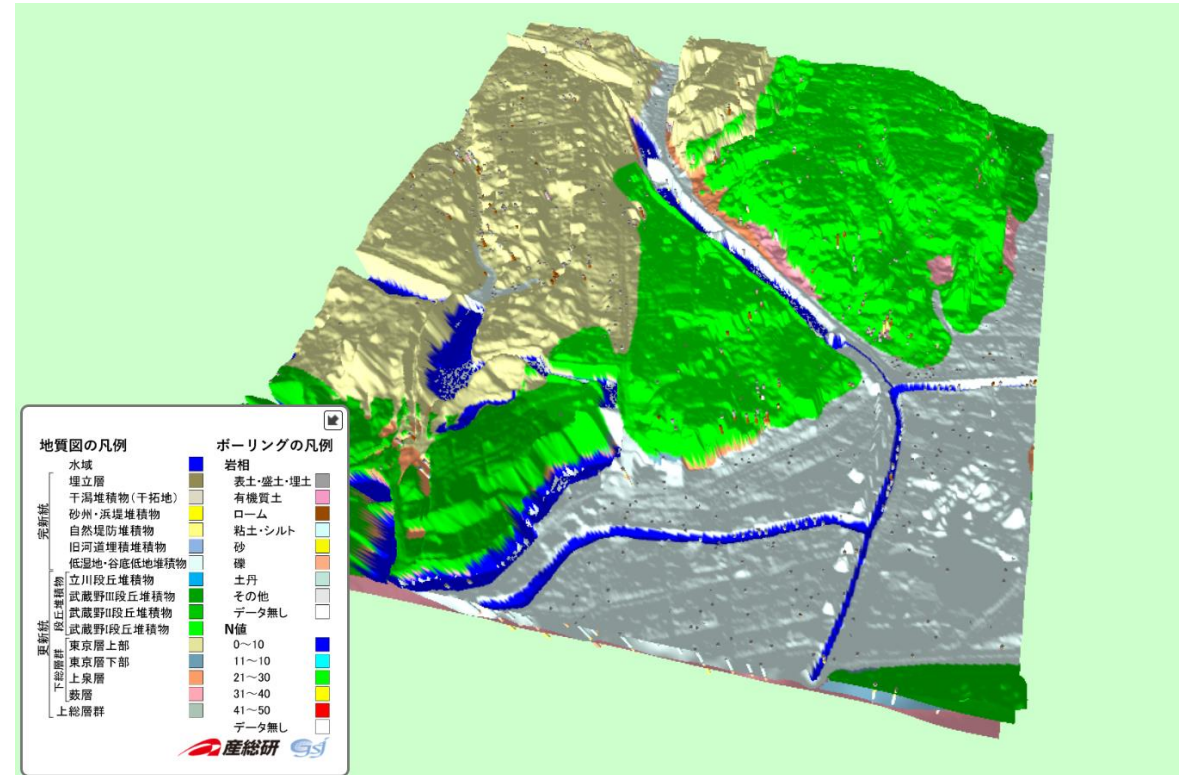 地質図の凡例
水域
埋立層
干潟堆積物(干拓地)
砂州・浜堤堆積物
自然堤防堆積物
旧河道埋積堆積物
低湿地・谷底低地堆積物
立川段丘堆積物
武蔵野III段丘堆積物
武蔵野II段丘堆積物
武蔵野I段丘堆積物
東京層上部
東京層下部
上泉層
薮層
上総層群
完新統
更新統
段丘堆積物
下総層群
ボーリングの凡例
岩相
表土・盛土・埋土
有機質土
ローム
粘土・シルト
砂
礫
土丹
その他
データ無し
N値
0～10
11～10
21～30
31～40
41～50
データ無し
産総研
GSJ